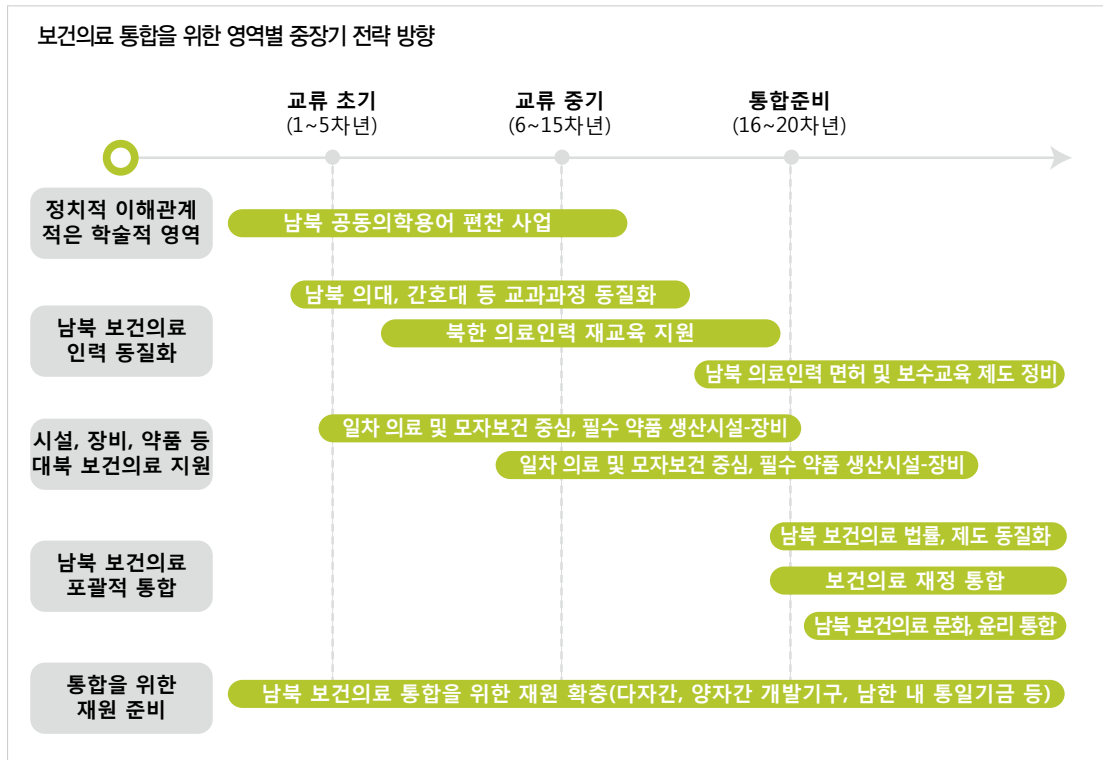 보건의료 통합을 위한 영역별 중장기 전략 방향
교류 초기
(1~5차년)
교류 중기
(6~15차년)
통합준비
(16~20차년)
정치적 이해관계
적은 학술적 영역
남북 공동의학용어 편찬 사업
남북 보건의료
인력 동질화
남북 의대, 간호대 등 교과과정 동질화
북한 의료인력 재교육 지원
남북 의료인력 면허 및 보수교육 제도 정비
시설, 장비, 약품 등
대북 보건의료 지원
일차 의료 및 모자보건 중심, 필수 약품 생산시설-장비
일차 의료 및 모자보건 중심, 필수 약품 생산시설-장비
남북 보건의료
포괄적 통합
남북 보건의료 법률, 제도 동질화
보건의료 재정 통합
남북 보건의료 문화, 윤리 통합
통합을 위한
재원 준비
남북 보건의료 통합을 위한 재원 확충(다자간, 양자간 개발기구, 남한 내 통일기금 등)